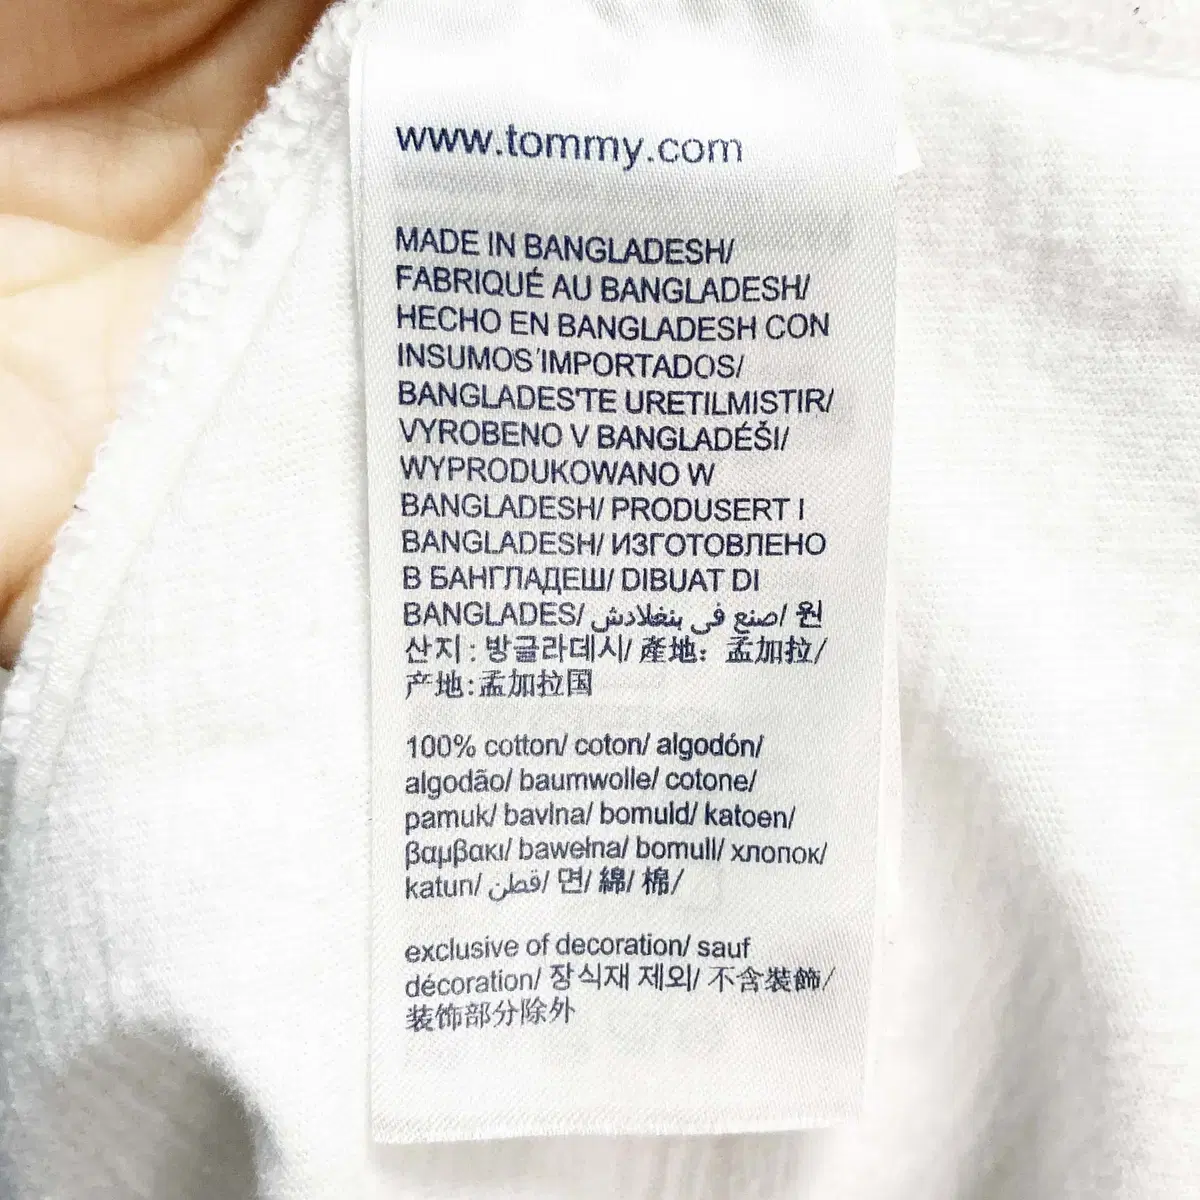 www.tommy.com
MADE IN BANGLADESH/
FABRIQUÉ AU BANGLADESH/
HECHO EN BANGLADESH CON
INSUMOS IMPORTADOS/
BANGLADES'TE URETILMISTIR/
VYROBENO V BANGLADÉŠI/
WYPRODUKOWANO W
BANGLADESH/ PRODUSERT I
BANGLADESH/ ИЗГОТОВЛЕНО
В БАНГЛАДЕШ/ DIBUAT DI
BANGLADES/ صنع في بنغلادش/ 원
산지: 방글라데시/ 產地: 孟加拉/
产地:孟加拉国
100% cotton/ coton/ algodón/
algodão/ baumwolle/ cotone/
pamuk/ bavlna/ bomuld/ katoen/
βαμβακι/ bawełna/ bomull/ хлопок/
katun/ قطن/ 면/ 綿/ 棉/
exclusive of decoration/ sauf
décoration/ 장식재 제외/ 不含裝飾/
装饰部分除外